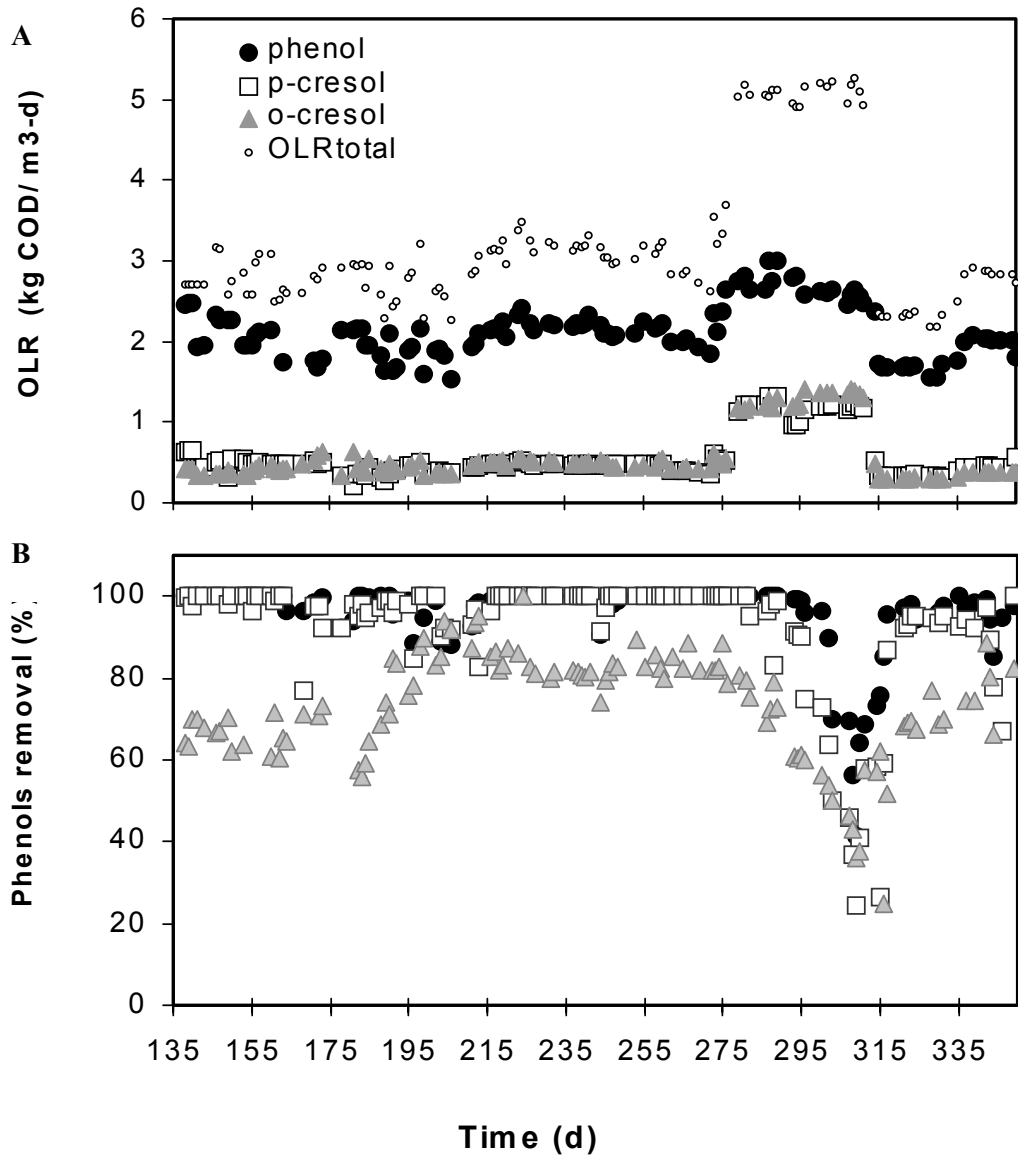 A
OLR (kg COD/m3-d)
6
5
4
3
2
1
0
phenol
p-cresol
o-cresol
OLRtotal
B
Phenols removal (%)
100
80
60
40
20
0
135 155 175 195 215 235 255 275 295 315 335
Time (d)